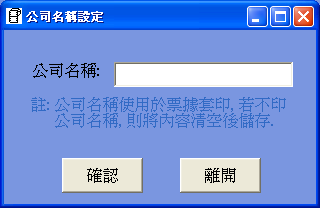 公司名稱設定
公司名稱:
註: 公司名稱使用於票據套印, 若不印
公司名稱, 則將內容清空後儲存.
確認
離開